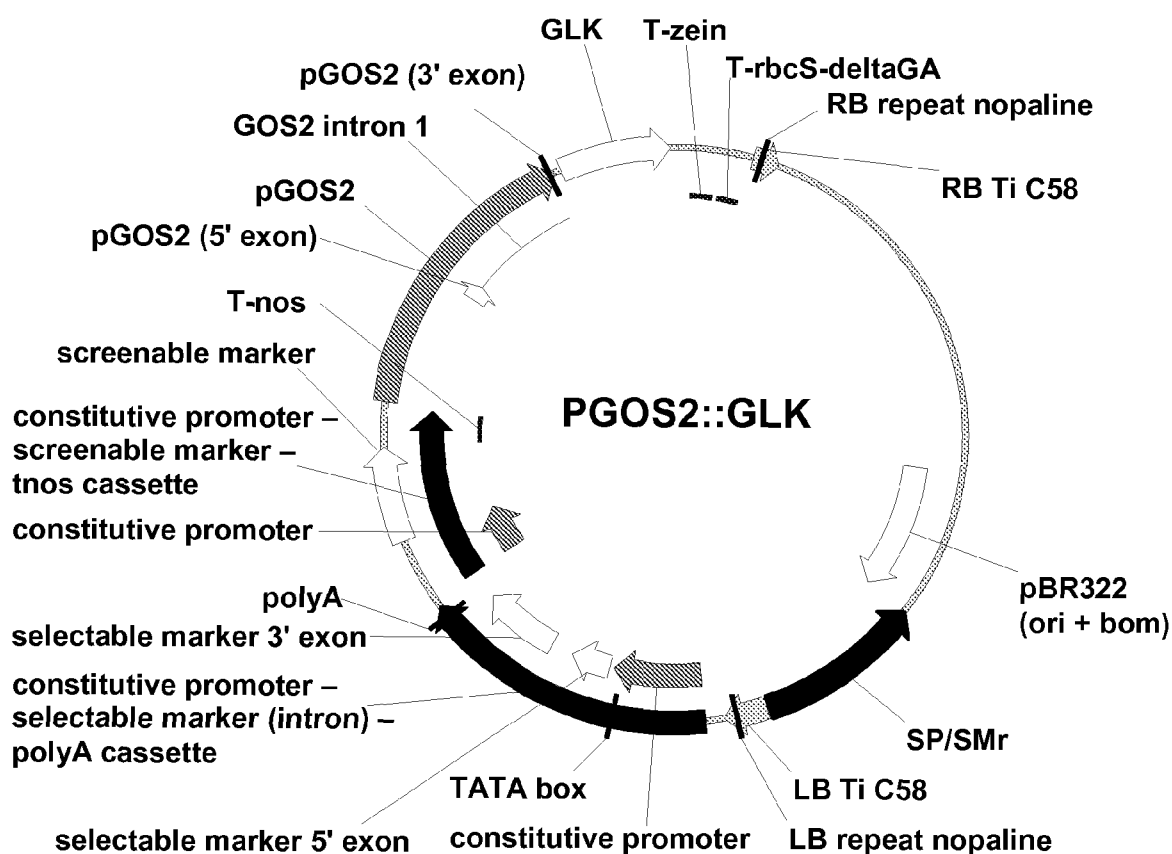 GLK
T-zein
pGOS2 (3' exon)
T-rbcS-deltaGA
RB repeat nopaline
GOS2 intron 1
RB Ti C58
pGOS2
pGOS2 (5' exon)
T-nos
screenable marker
PGOS2::GLK
constitutive promoter –
screenable marker –
tnos cassette
constitutive promoter
pBR322
(ori + bom)
polyA
selectable marker 3' exon
constitutive promoter –
selectable marker (intron) –
polyA cassette
SP/SMr
TATA box
LB Ti C58
selectable marker 5' exon
constitutive promoter
LB repeat nopaline